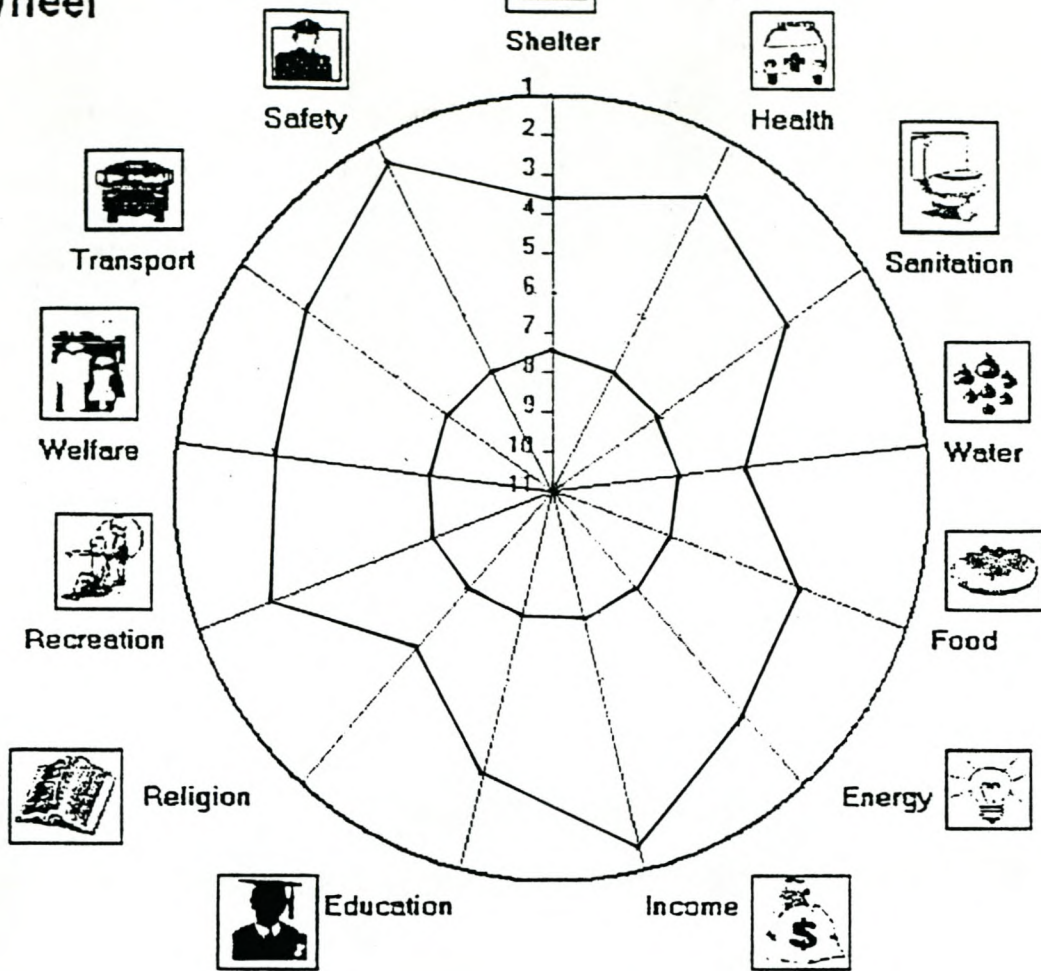 Shelter
Safety
Health
Transport
Sanitation
Welfare
Water
Recreation
Food
Religion
Energy
Education
Income
1
2
3
4
5
6
7
8
9
10
11
$